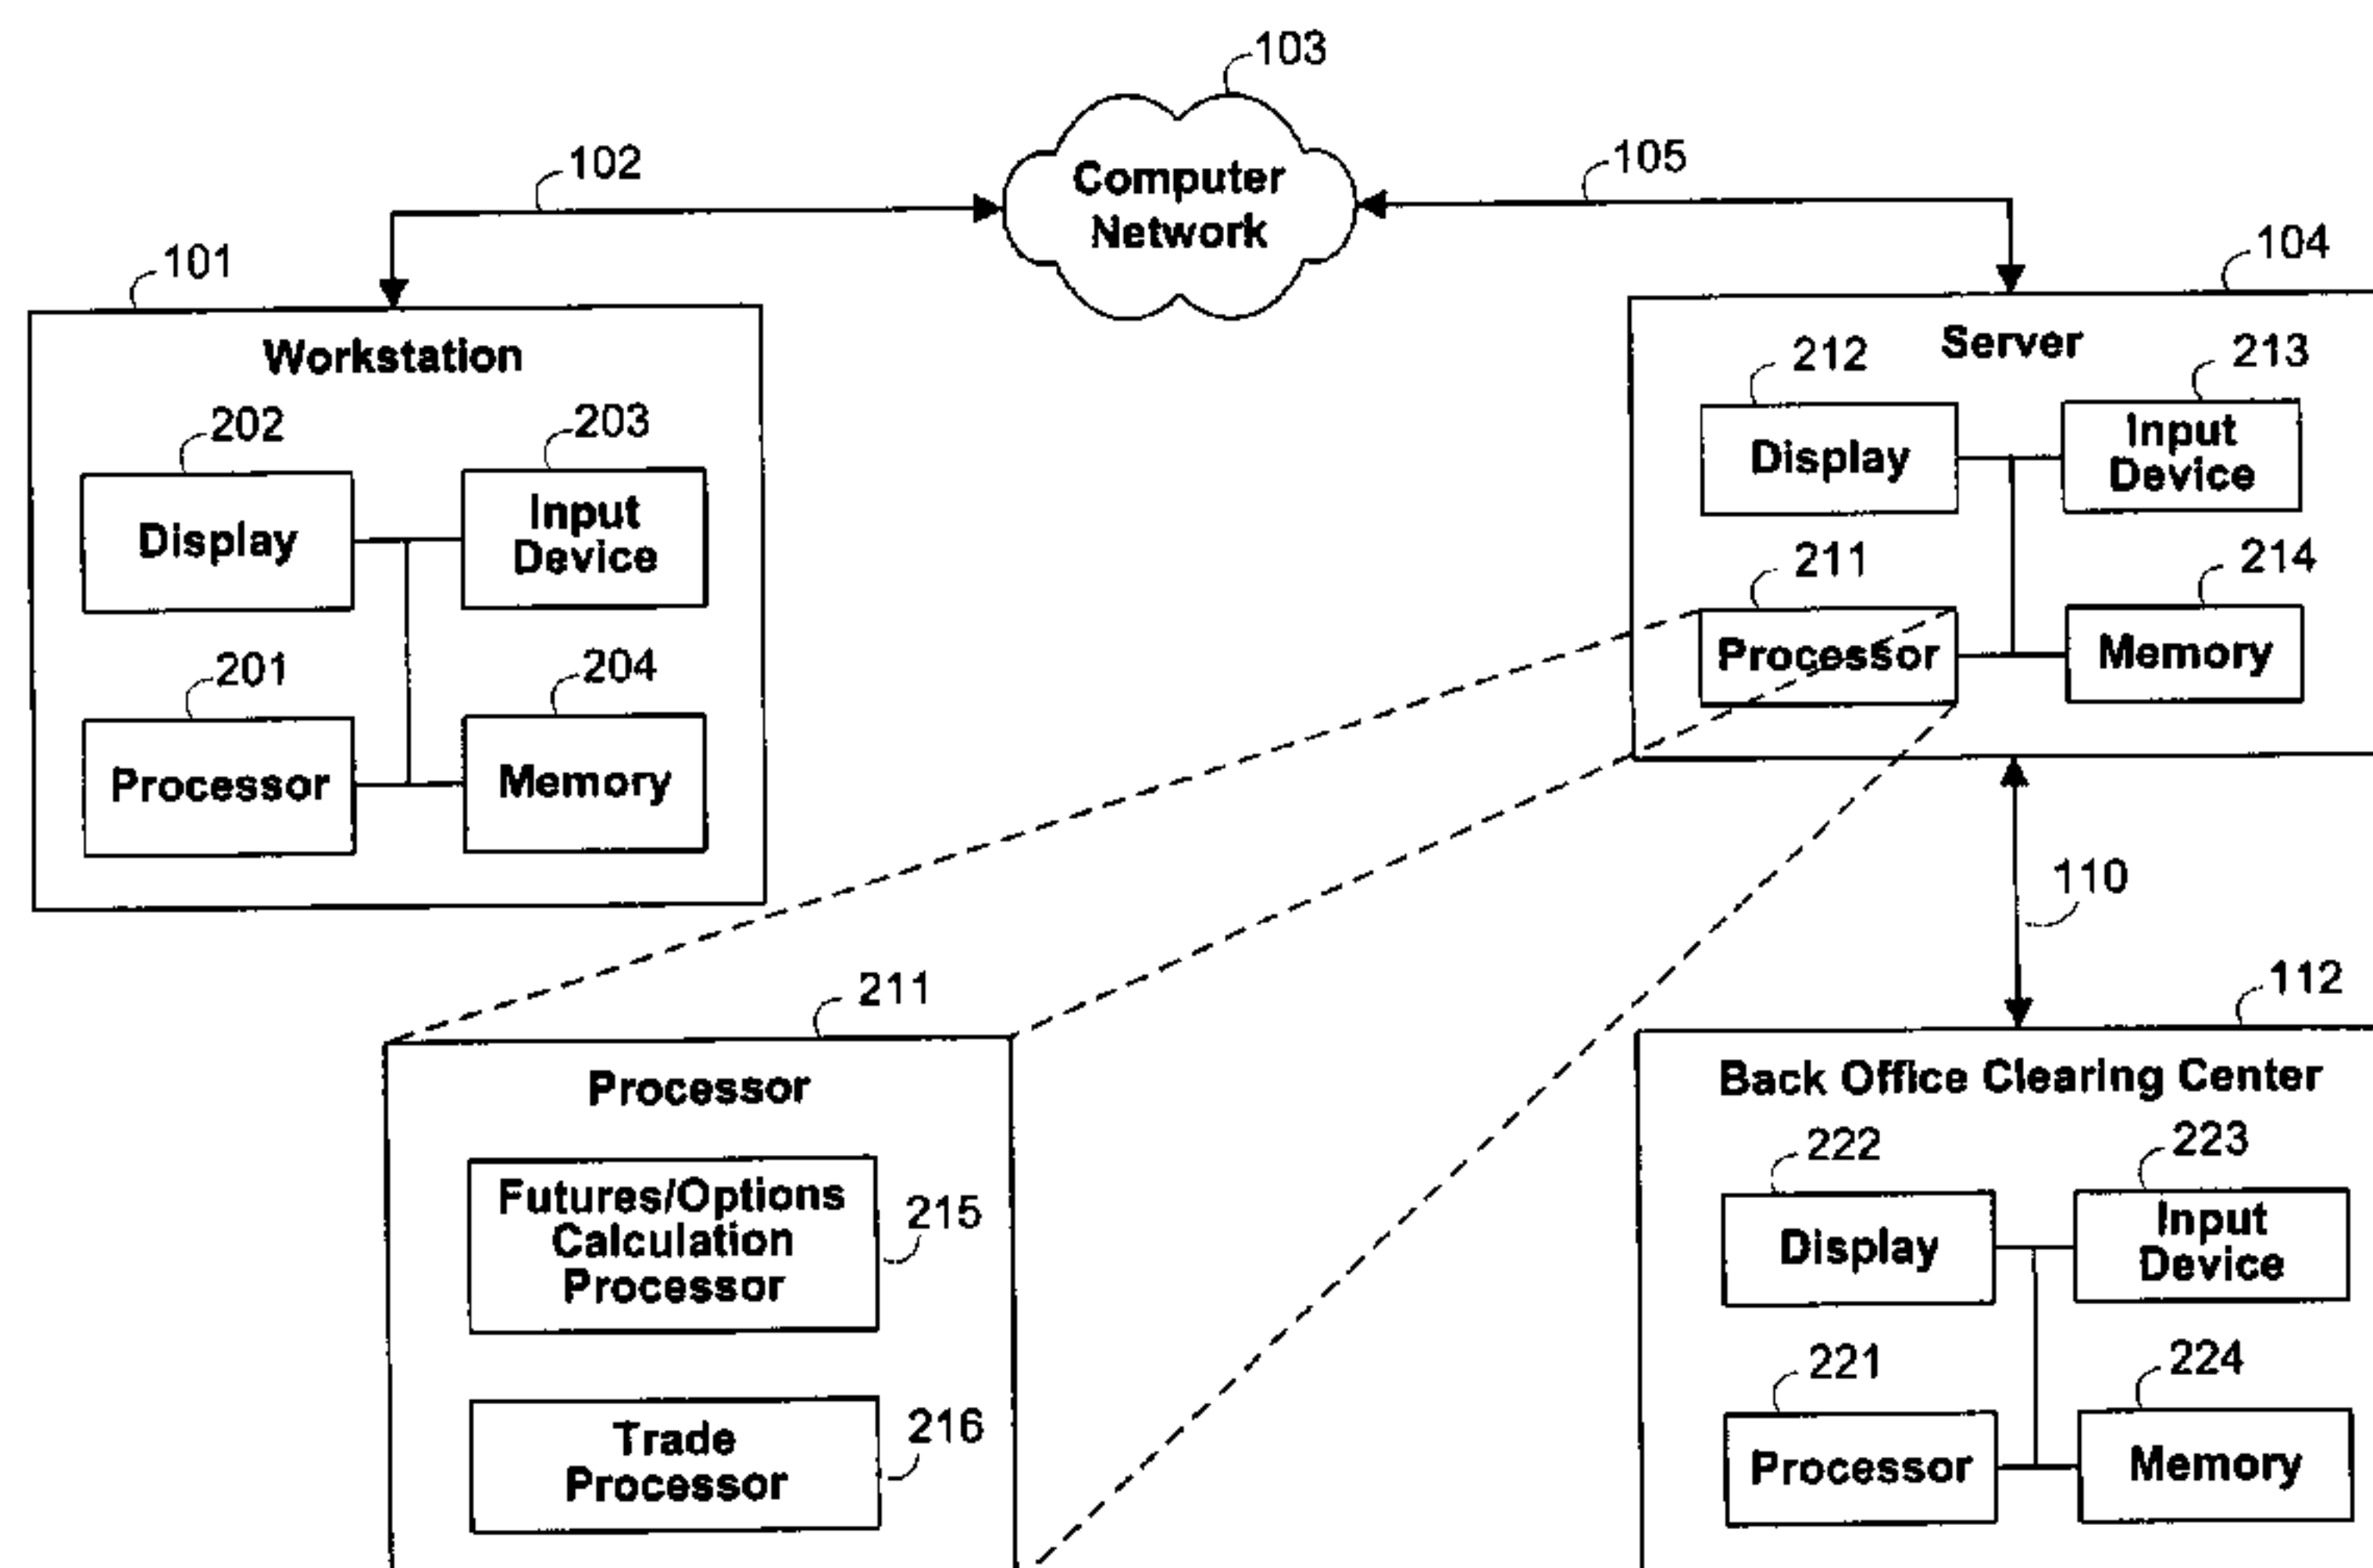 103
102
Computer
Network
105
101
104
Workstation
Server
212
213
202
203
Display
Input
Device
Display
Input
Device
211
214
201
204
Processor
Memory
Processor
Memory
110
211
112
Processor
Back Office Clearing Center
222
223
Futures/Options
Calculation
Processor
215
Display
Input
Device
221
224
Trade
Processor
216
Processor
Memory